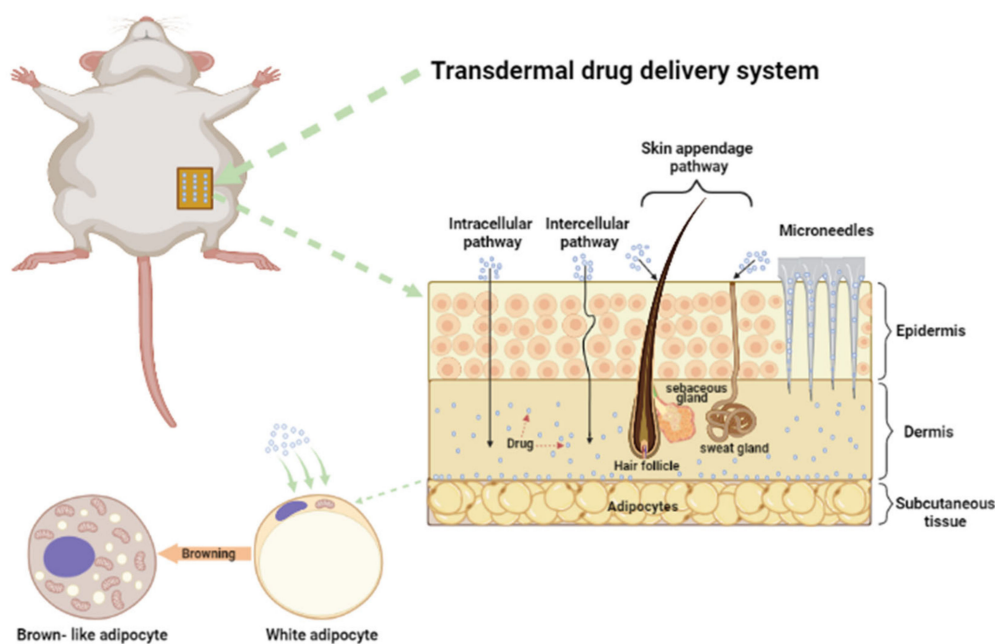 Transdermal drug delivery system
Skin appendage
pathway
Intracellular
pathway
Intercellular
pathway
Microneedles
Epidermis
sebaceous
gland
Drug
Hair follicle
sweat gland
Dermis
Adipocytes
Subcutaneous
tissue
Browning
Brown- like adipocyte
White adipocyte